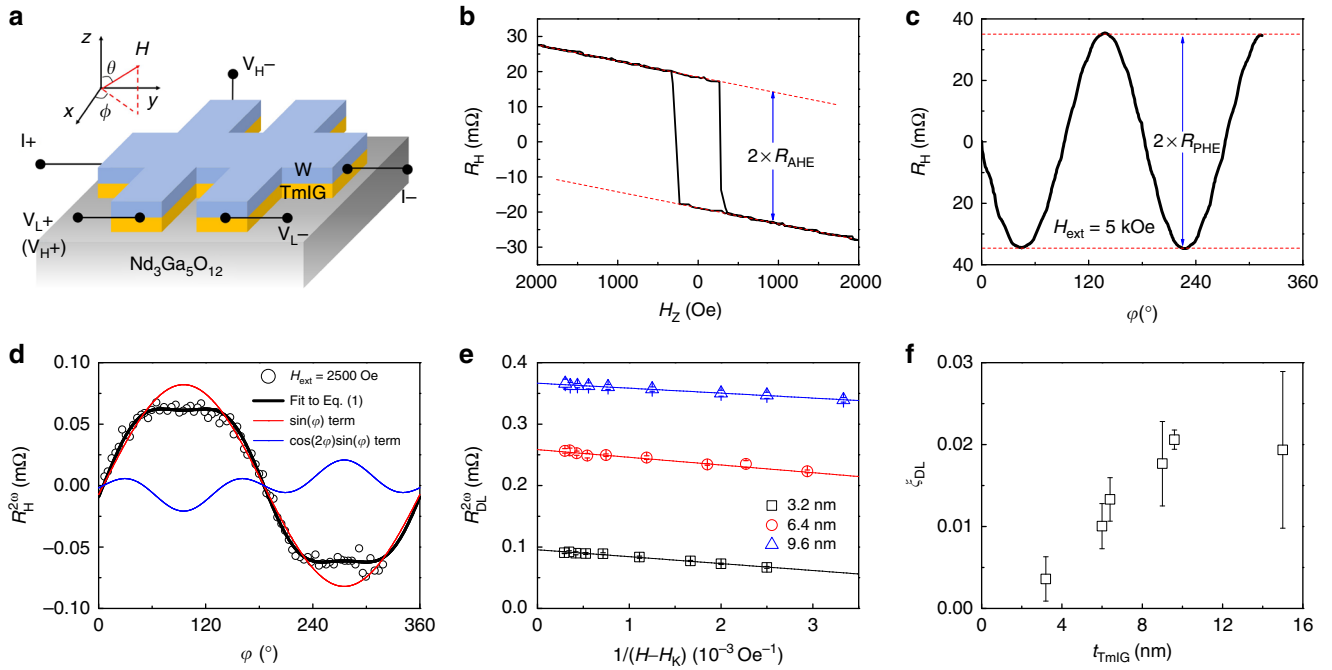 a
z
H
θ
x
ϕ
y
V_H−
I+
W
TmIG
I−
V_L+
(V_H+)
V_L−
Nd₃Ga₅O₁₂
b
R_H (mΩ)
30
20
10
0
−10
−20
−30
2×R_AHE
2000 1000 0 1000 2000
H_Z (Oe)
c
R_H (mΩ)
40
20
0
20
40
2×R_PHE
H_ext = 5 kOe
0 120 240 360
φ(°)
d
R_H^2ω (mΩ)
0.10
0.05
0.00
−0.05
−0.10
H_ext = 2500 Oe
Fit to Eq. (1)
sin(φ) term
cos(2φ)sin(φ) term
0 120 240 360
φ (°)
e
R_DL^2ω (mΩ)
0.4
0.3
0.2
0.1
0.0
3.2 nm
6.4 nm
9.6 nm
0 1 2 3
1/(H−H_K) (10⁻³ Oe⁻¹)
f
ξ_DL
0.03
0.02
0.01
0.00
0 4 8 12 16
t_TmIG (nm)